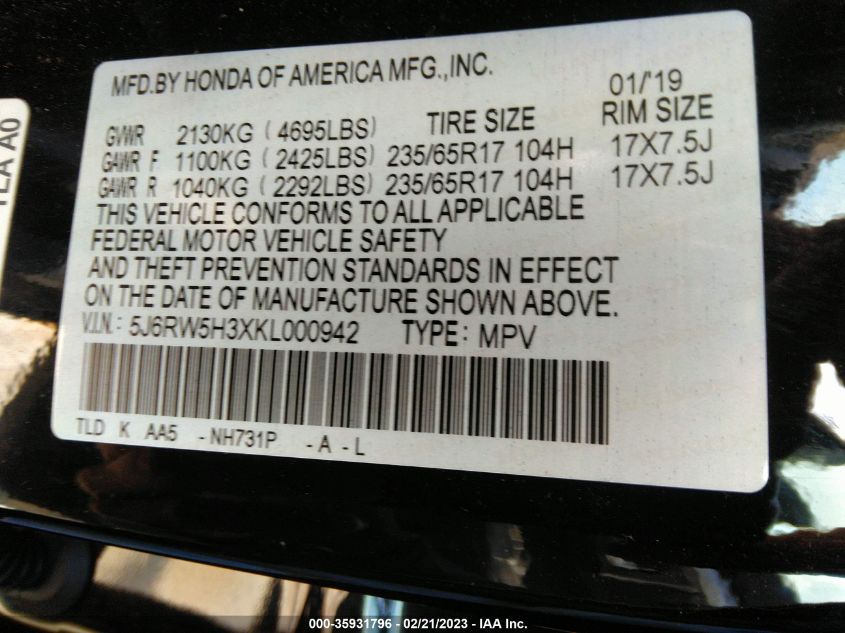 MFD.BY HONDA OF AMERICA MFG.,INC.
01/'19
TIRE SIZE RIM SIZE
GVWR 2130KG (4695LBS)
GAWR F 1100KG (2425LBS) 235/65R17 104H 17X7.5J
GAWR R 1040KG (2292LBS) 235/65R17 104H 17X7.5J
THIS VEHICLE CONFORMS TO ALL APPLICABLE
FEDERAL MOTOR VEHICLE SAFETY
AND THEFT PREVENTION STANDARDS IN EFFECT
ON THE DATE OF MANUFACTURE SHOWN ABOVE.
V.I.N.: 5J6RW5H3XKL000942 TYPE: MPV
TLD K AA5 -NH731P -A -L
TLA A0
000-35931796 - 02/21/2023 - IAA Inc.